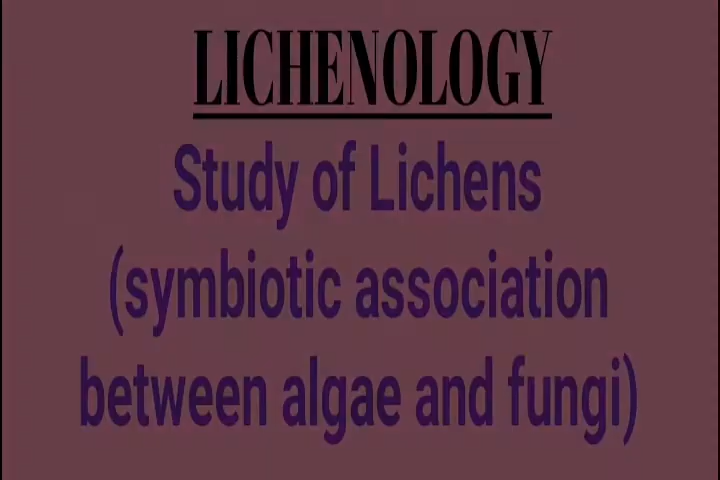 LICHENOLOGY
Study of Lichens
(symbiotic association
between algae and fungi)